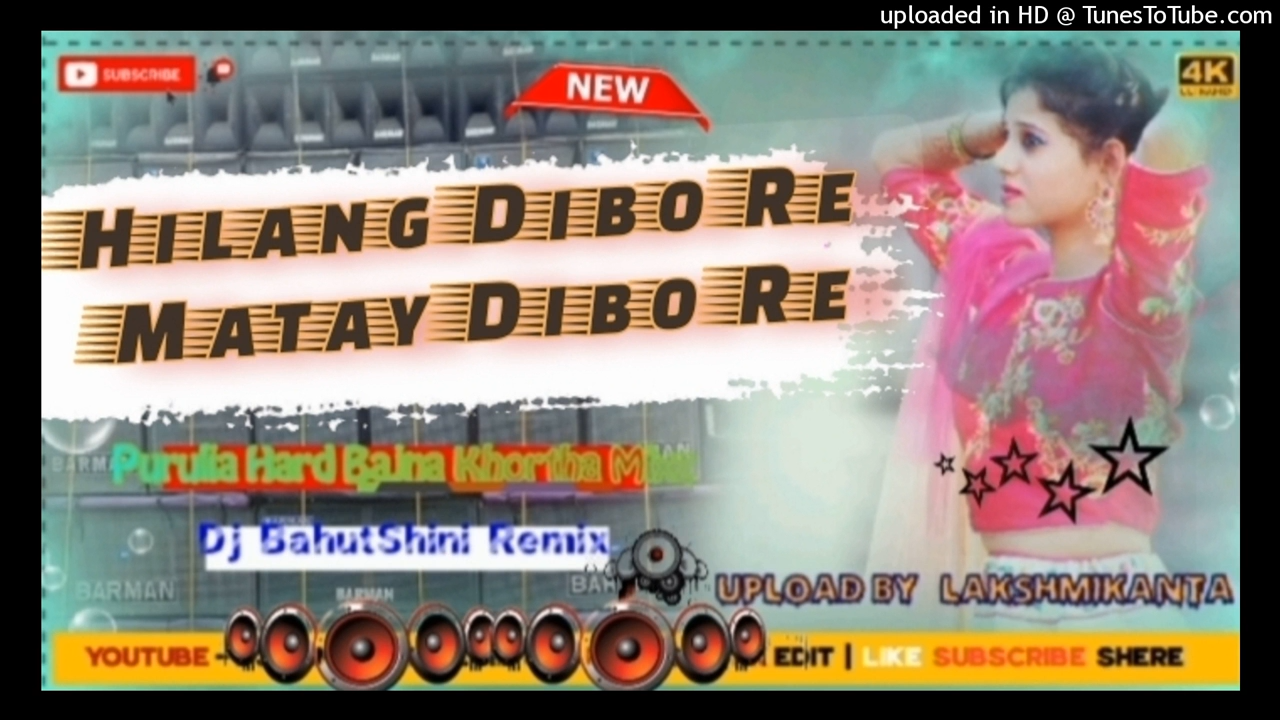 uploaded in HD @ TunesToTube.com
SUBSCRIBE
NEW
4K
HILANG DIBO RE
MATAY DIBO RE
Purulia Hard Bajna Khortha
Dj BahutShini Remix
BARMAN
BARMAN
UPLOAD BY LAKSHMIKANTA
YOUTUBE
EDIT | LIKE SUBSCRIBE SHERE